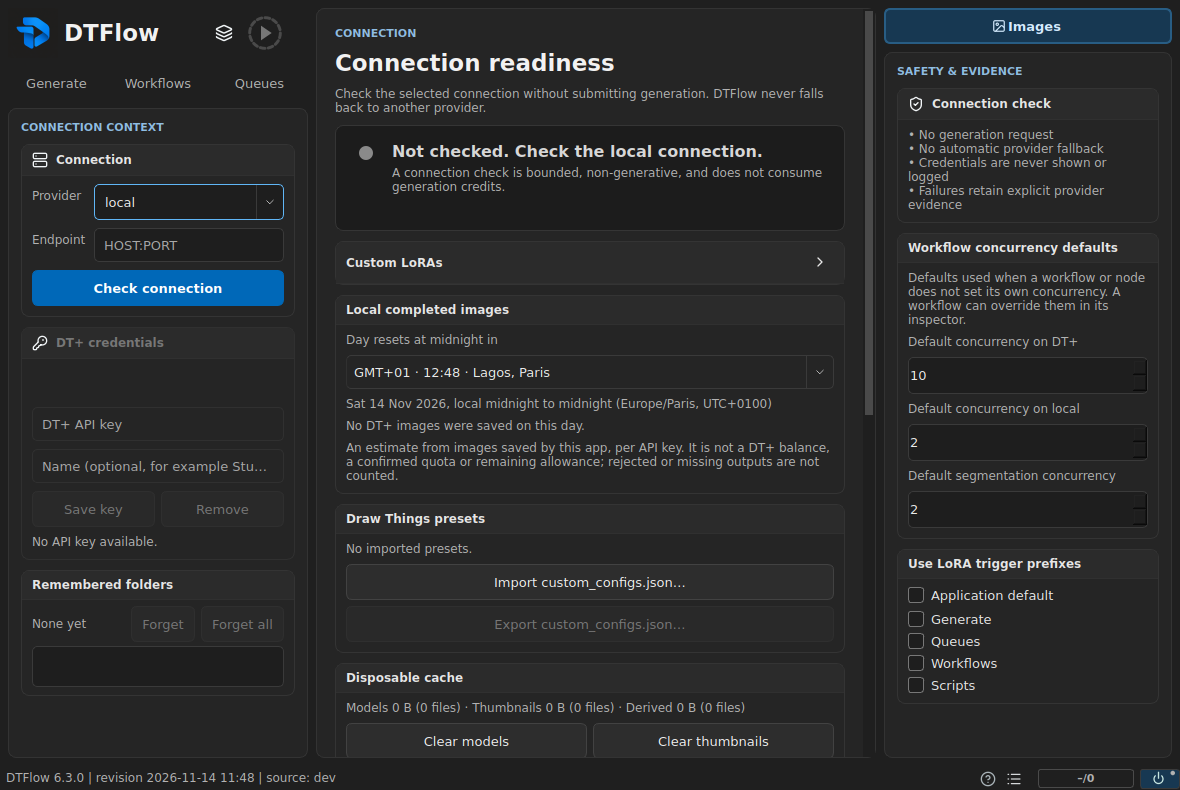 DTFlow
Generate
Workflows
Queues
CONNECTION CONTEXT
Connection
Provider
local
Endpoint
HOST:PORT
Check connection
DT+ credentials
DT+ API key
Name (optional, for example Stu...
Save key
Remove
No API key available.
Remembered folders
None yet
Forget
Forget all
CONNECTION
Connection readiness
Check the selected connection without submitting generation. DTFlow never falls
back to another provider.
Not checked. Check the local connection.
A connection check is bounded, non-generative, and does not consume
generation credits.
Custom LoRAs
Local completed images
Day resets at midnight in
GMT+01 · 12:48 · Lagos, Paris
Sat 14 Nov 2026, local midnight to midnight (Europe/Paris, UTC+0100)
No DT+ images were saved on this day.
An estimate from images saved by this app, per API key. It is not a DT+ balance,
a confirmed quota or remaining allowance; rejected or missing outputs are not
counted.
Draw Things presets
No imported presets.
Import custom_configs.json...
Export custom_configs.json...
Disposable cache
Models 0 B (0 files) · Thumbnails 0 B (0 files) · Derived 0 B (0 files)
Clear models
Clear thumbnails
Images
SAFETY & EVIDENCE
Connection check
• No generation request
• No automatic provider fallback
• Credentials are never shown or
logged
• Failures retain explicit provider
evidence
Workflow concurrency defaults
Defaults used when a workflow or node
does not set its own concurrency. A
workflow can override them in its
inspector.
Default concurrency on DT+
10
Default concurrency on local
2
Default segmentation concurrency
2
Use LoRA trigger prefixes
Application default
Generate
Queues
Workflows
Scripts
DTFlow 6.3.0 | revision 2026-11-14 11:48 | source: dev
-/0